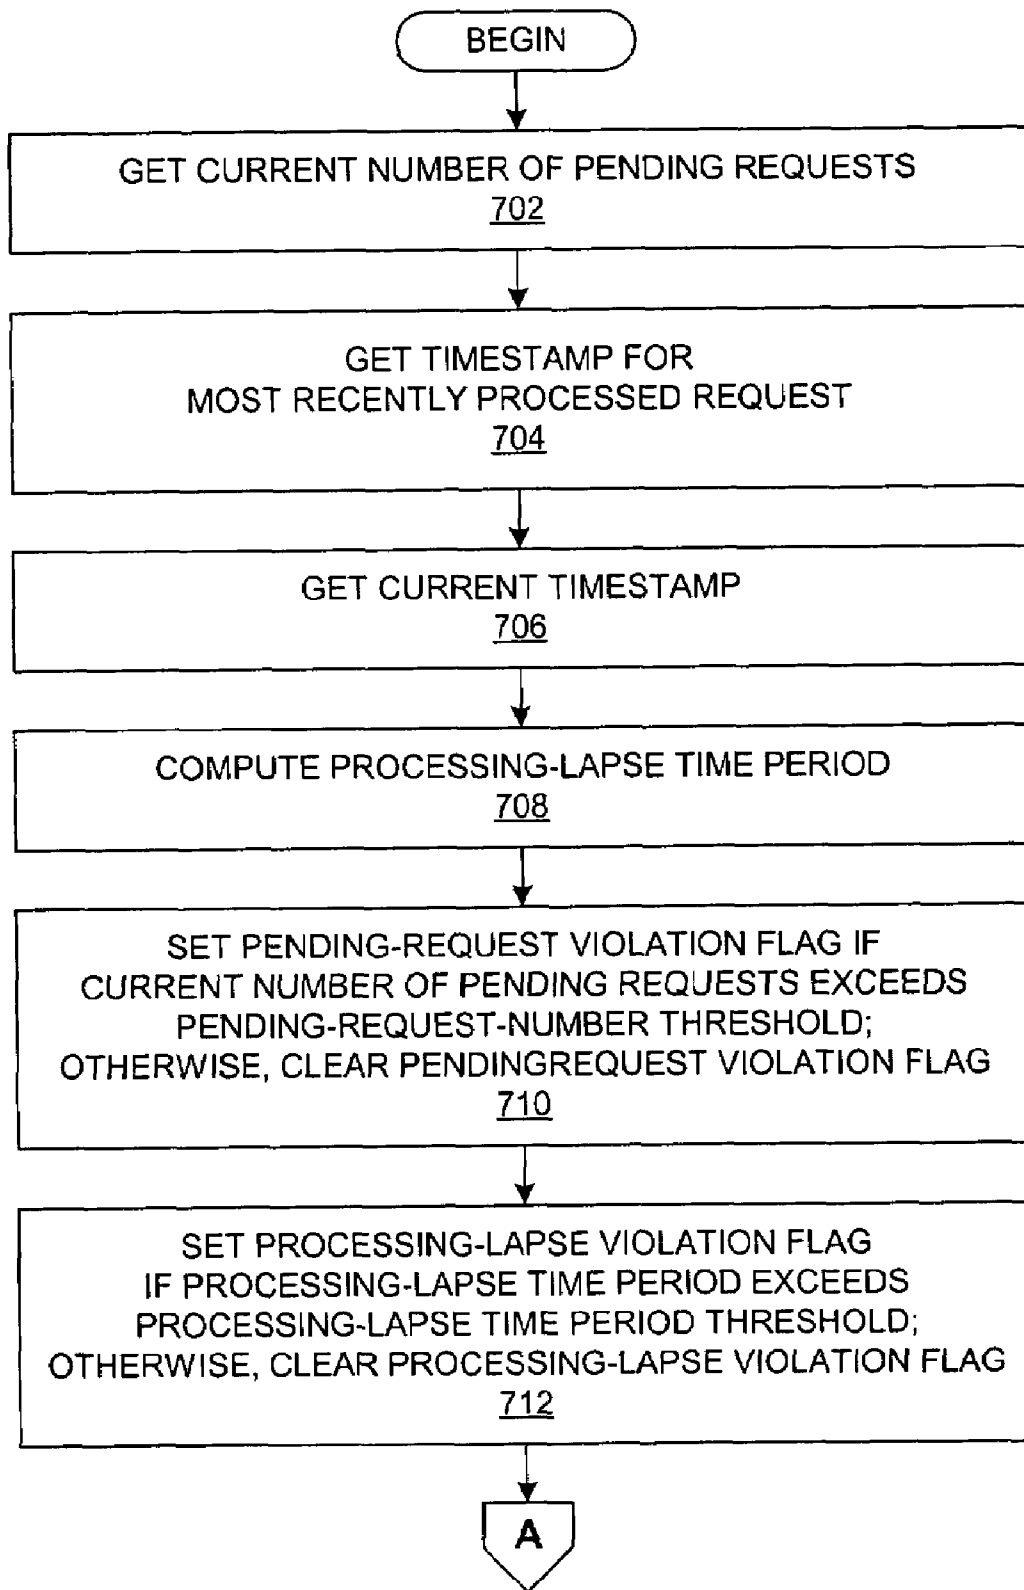 BEGIN
GET CURRENT NUMBER OF PENDING REQUESTS
702
GET TIMESTAMP FOR
MOST RECENTLY PROCESSED REQUEST
704
GET CURRENT TIMESTAMP
706
COMPUTE PROCESSING-LAPSE TIME PERIOD
708
SET PENDING-REQUEST VIOLATION FLAG IF
CURRENT NUMBER OF PENDING REQUESTS EXCEEDS
PENDING-REQUEST-NUMBER THRESHOLD;
OTHERWISE, CLEAR PENDINGREQUEST VIOLATION FLAG
710
SET PROCESSING-LAPSE VIOLATION FLAG
IF PROCESSING-LAPSE TIME PERIOD EXCEEDS
PROCESSING-LAPSE TIME PERIOD THRESHOLD;
OTHERWISE, CLEAR PROCESSING-LAPSE VIOLATION FLAG
712
A